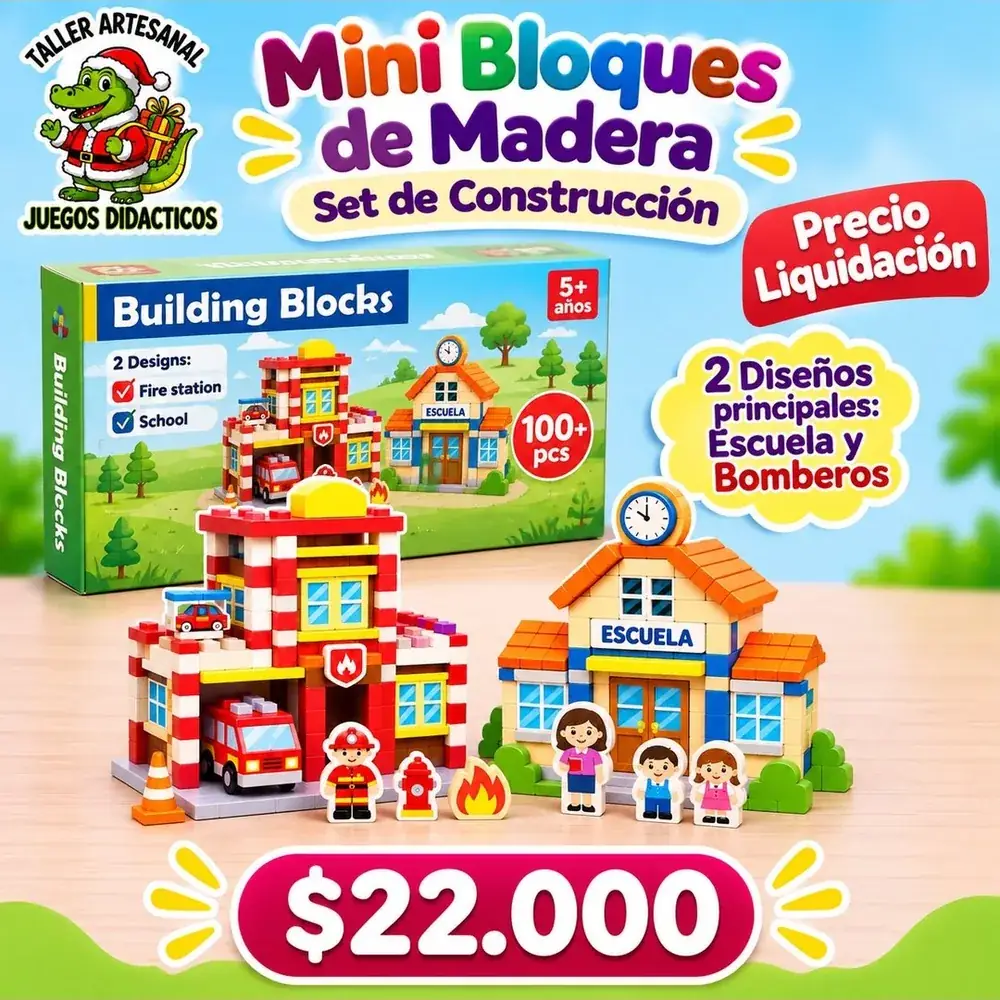 TALLER ARTESANAL
JUEGOS DIDACTICOS
Mini Bloques
de Madera
Set de Construcción
Precio
Liquidación
Building Blocks
5+
años
2 Designs:
Fire station
School
Building Blocks
ESCUELA
100+
pcs
2 Diseños
principales:
Escuela y
Bomberos
ESCUELA
$22.000